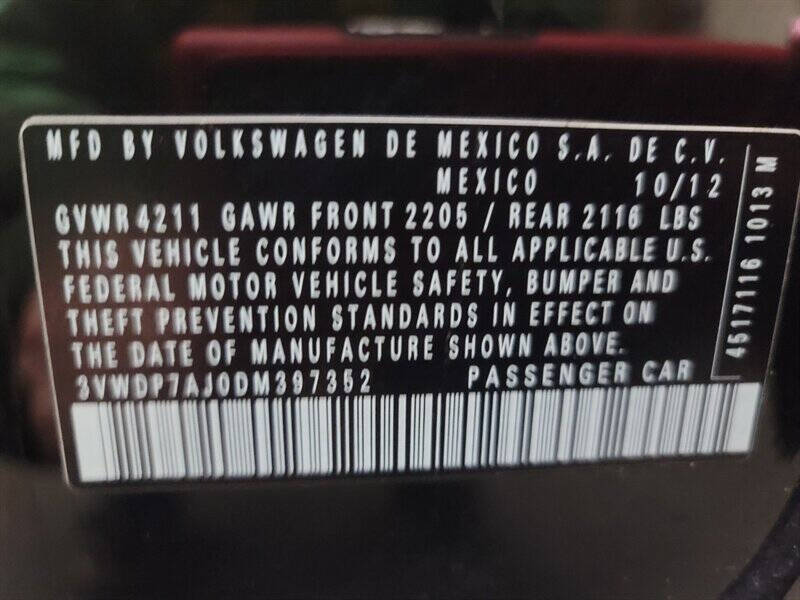 MFD BY VOLKSWAGEN DE MEXICO S.A. DE C.V.
MEXICO 10/12
GVWR 4211 GAWR FRONT 2205 / REAR 2116 LBS
THIS VEHICLE CONFORMS TO ALL APPLICABLE U.S.
FEDERAL MOTOR VEHICLE SAFETY, BUMPER AND
THEFT PREVENTION STANDARDS IN EFFECT ON
THE DATE OF MANUFACTURE SHOWN ABOVE.
3VWDP7AJ0DM397352 PASSENGER CAR
4517116 1013 M